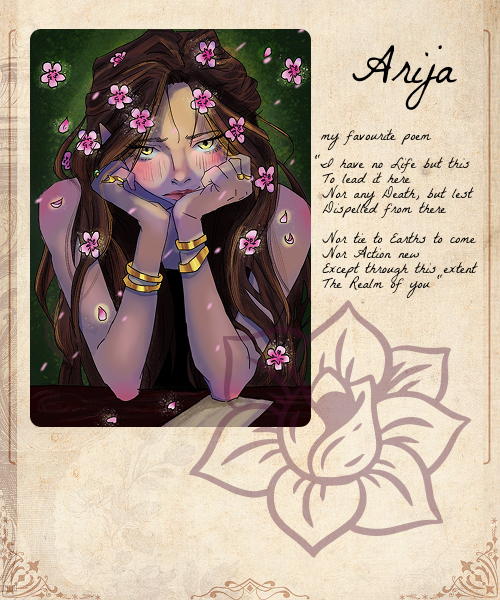 Arija
my favourite poem
"I have no Life but this
To lead it here
Nor any Death, but lest
Dispelled from there
Nor tie to Earths to come
Nor Action new
Except through this extent
The Realm of you"